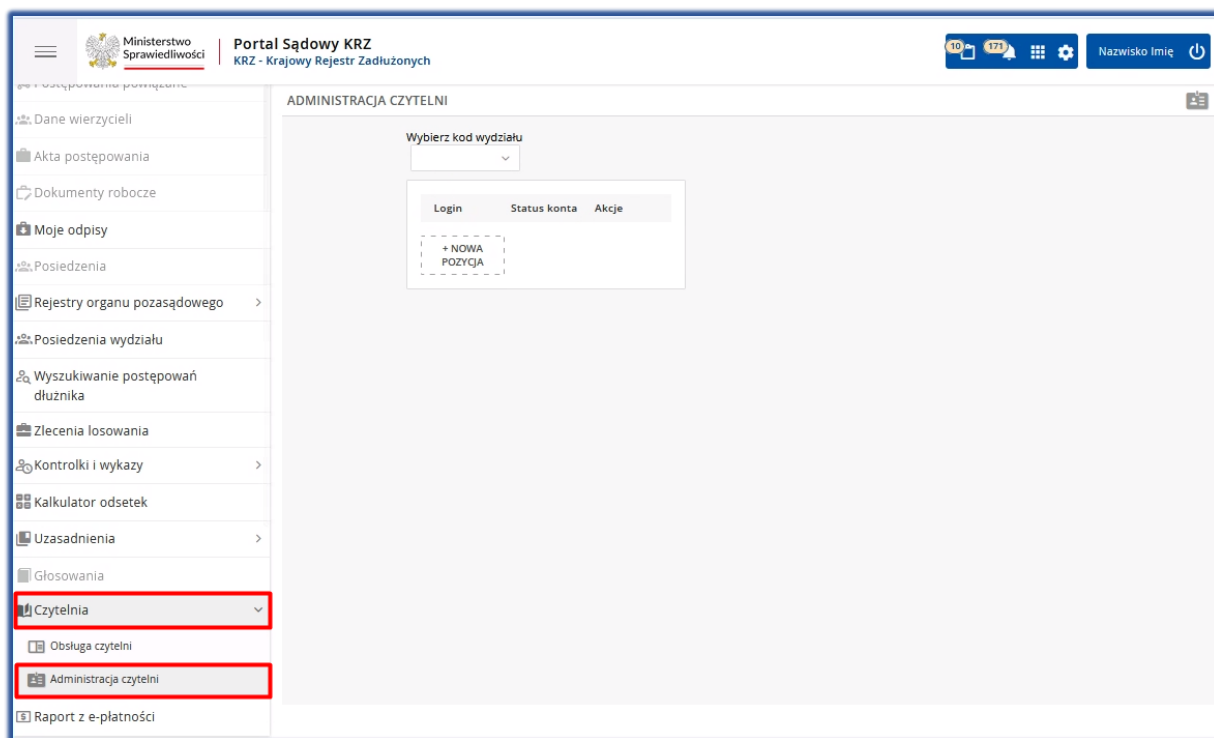 Ministerstwo
Sprawiedliwości
Portal Sądowy KRZ
KRZ - Krajowy Rejestr Zadłużonych
10
171
Nazwisko Imię
Postępowania powiązane
Dane wierzycieli
Akta postępowania
Dokumenty robocze
Moje odpisy
Posiedzenia
Rejestry organu pozasądowego
Posiedzenia wydziału
Wyszukiwanie postępowań
dłużnika
Zlecenia losowania
Kontrolki i wykazy
Kalkulator odsetek
Uzasadnienia
Głosowania
Czytelnia
Obsługa czytelni
Administracja czytelni
Raport z e-płatności
ADMINISTRACJA CZYTELNI
Wybierz kod wydziału
Login Status konta Akcje
+ NOWA
POZYCJA